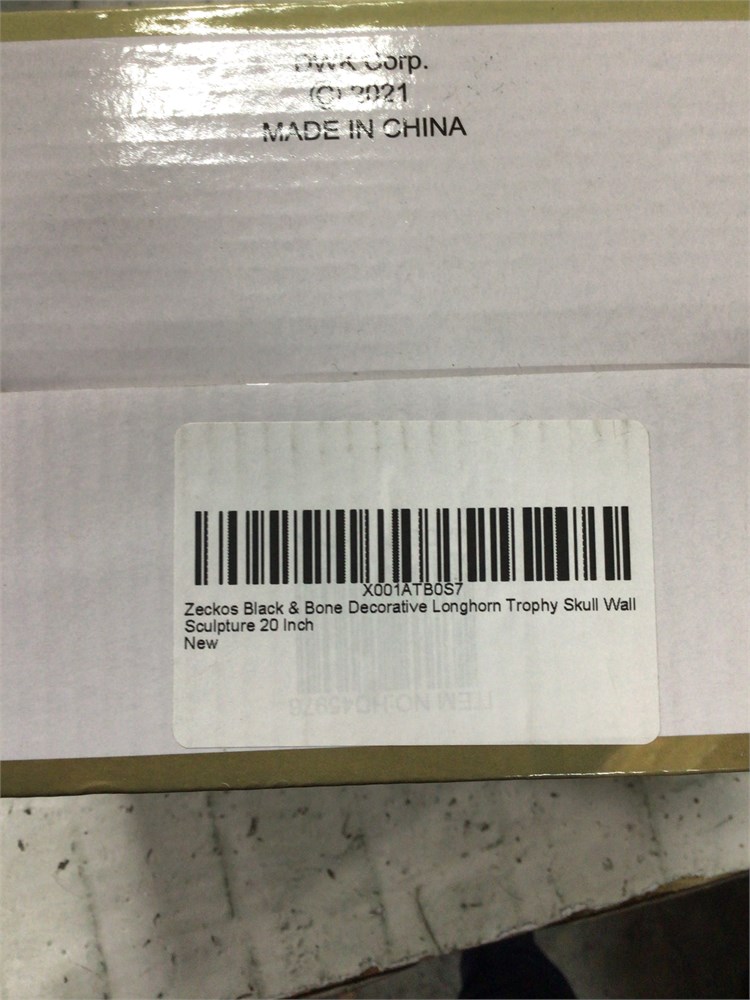 DWK Corp.
(C) 2021
MADE IN CHINA
X001ATB0S7
Zeckos Black & Bone Decorative Longhorn Trophy Skull Wall
Sculpture 20 Inch
New